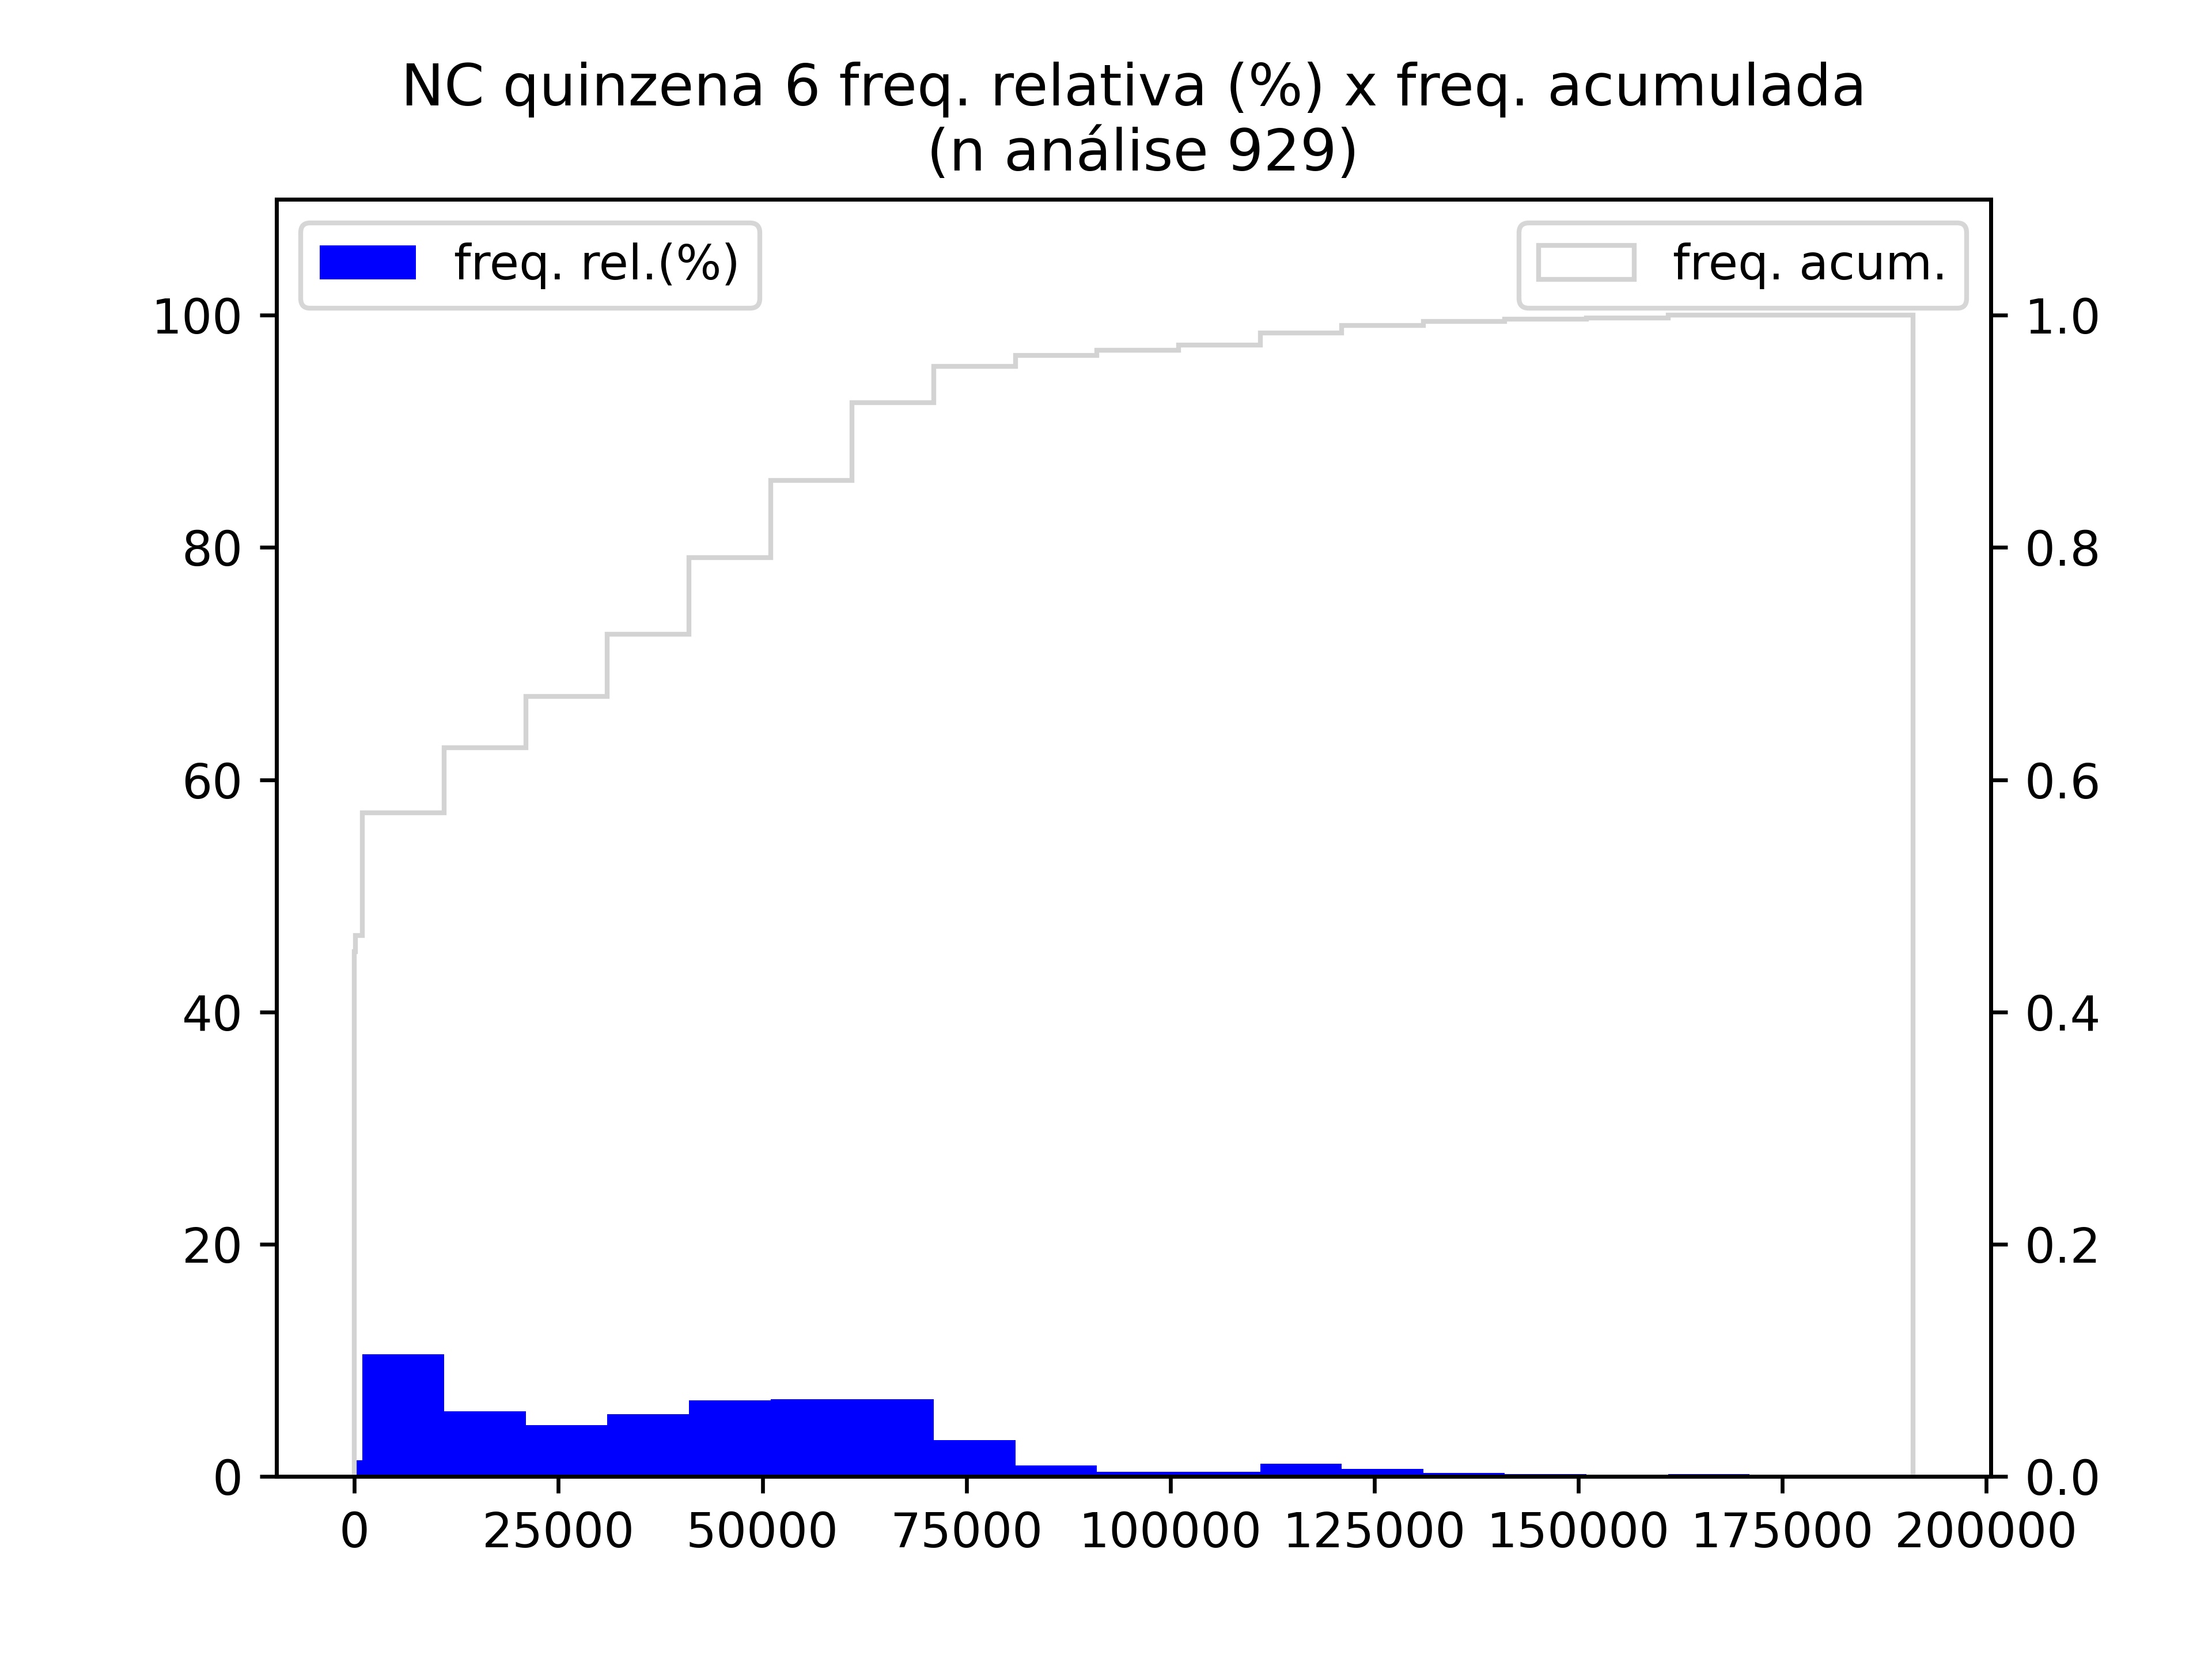 NC quinzena 6 freq. relativa (%) x freq. acumulada
(n análise 929)
freq. rel.(%)
freq. acum.
100
80
60
40
20
0
1.0
0.8
0.6
0.4
0.2
0.0
0 25000 50000 75000 100000 125000 150000 175000 200000